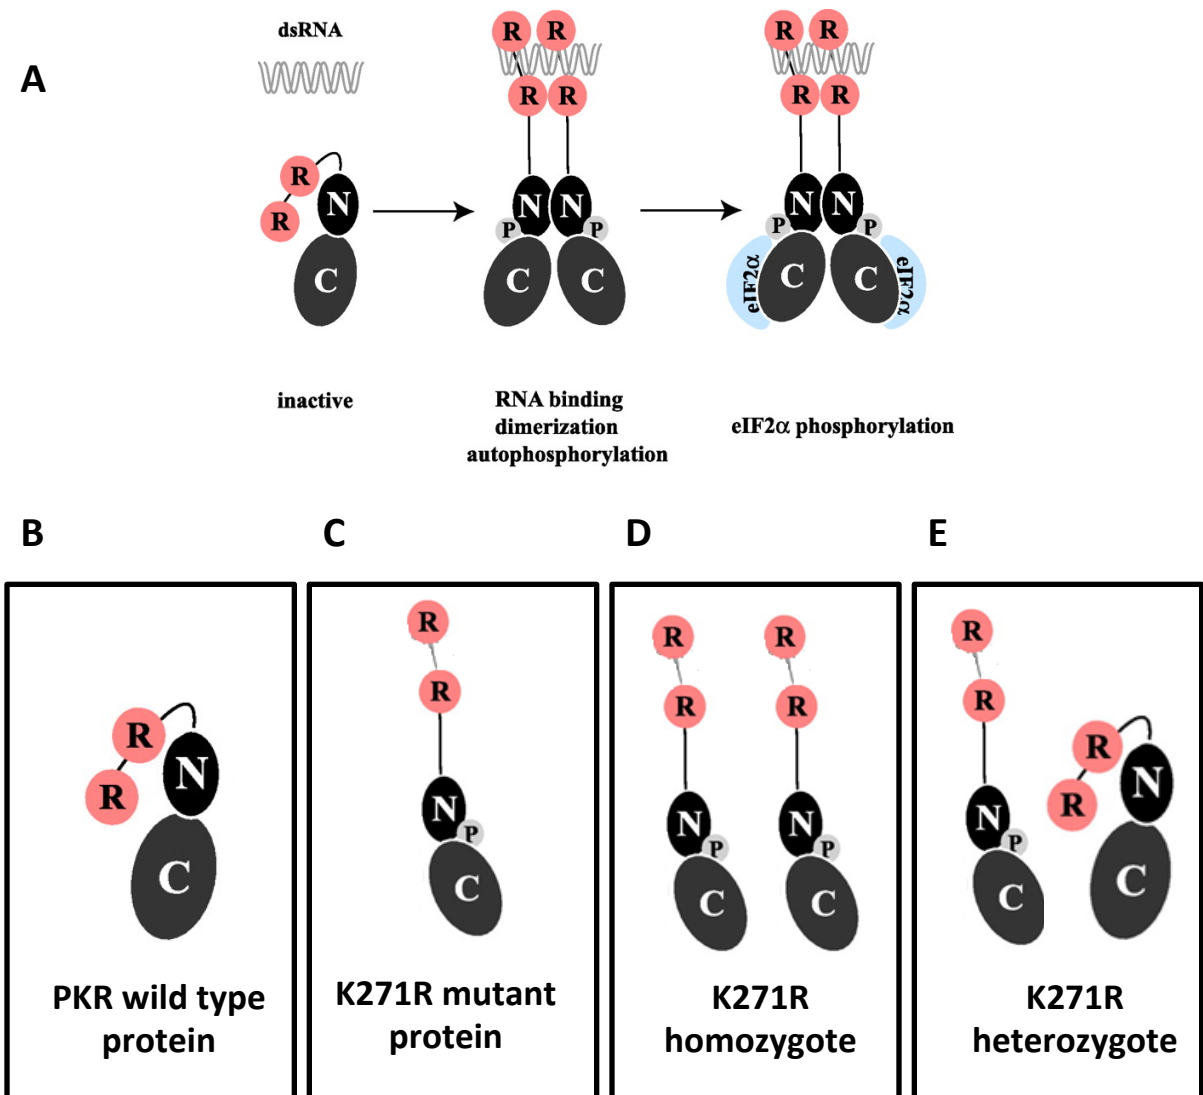 A
dsRNA
R R
R R
R R
R R
R
R
N
N N
N N
P P
P P
C
C C
C C
eIF2α eIF2α
inactive
RNA binding
dimerization
autophosphorylation
eIF2α phosphorylation
B
R
R
N
C
PKR wild type
protein
C
R
R
N
P
C
K271R mutant
protein
D
R R
R R
N N
P P
C C
K271R
homozygote
E
R
R
N
P
C
R
R
N
C
K271R
heterozygote